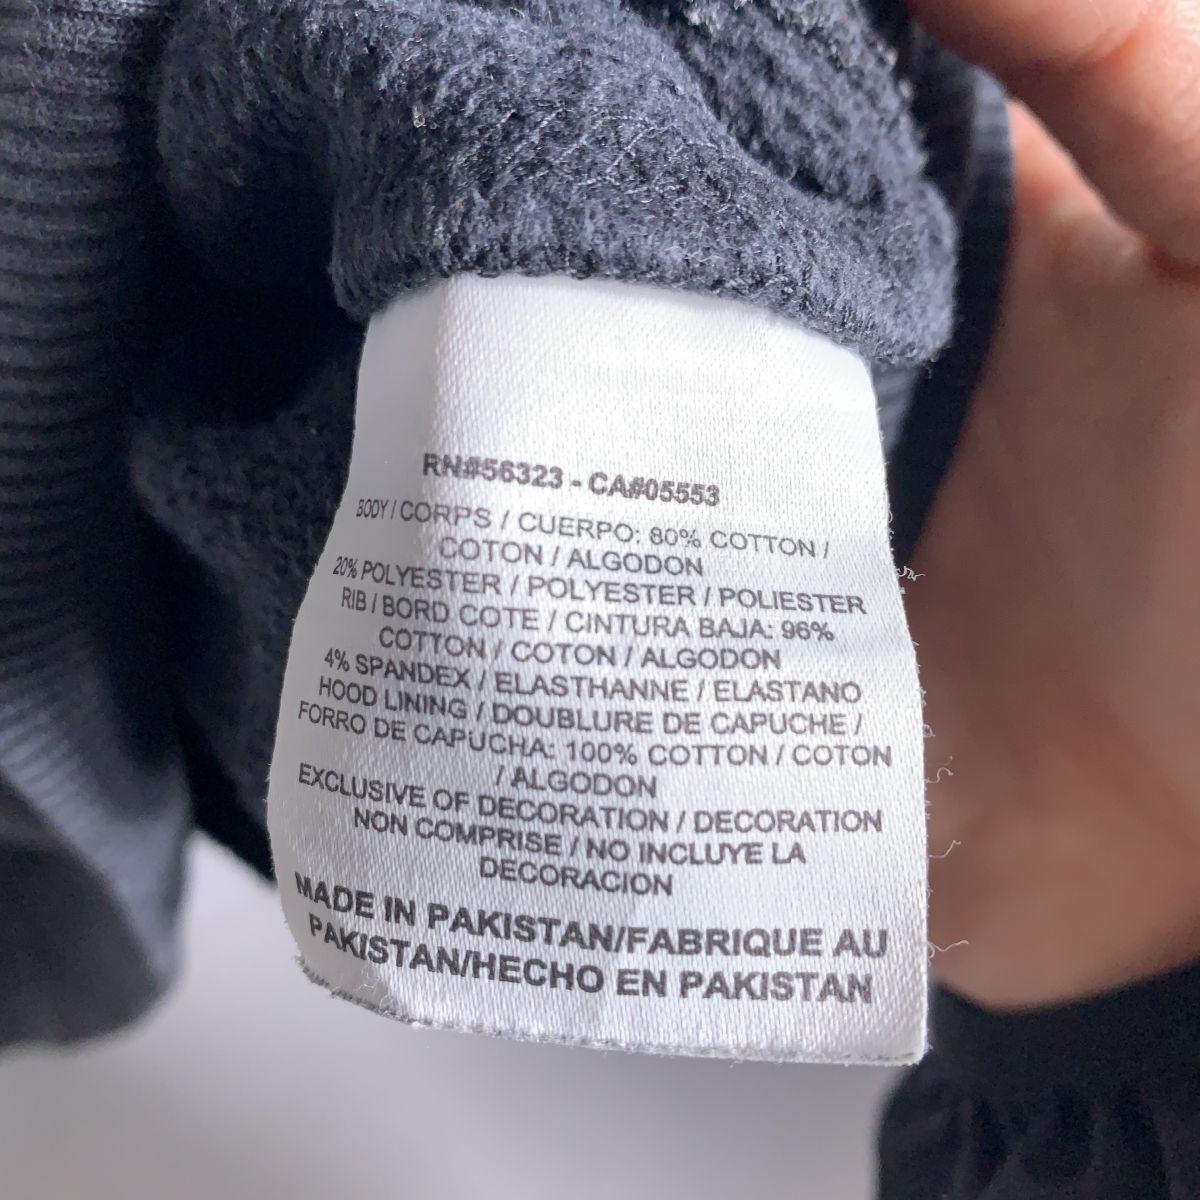 RN#56323 - CA#05553
BODY / CORPS / CUERPO: 80% COTTON /
COTON / ALGODON
20% POLYESTER / POLYESTER / POLIESTER
RIB / BORD COTE / CINTURA BAJA: 96%
COTTON / COTON / ALGODON
4% SPANDEX / ELASTHANNE / ELASTANO
HOOD LINING / DOUBLURE DE CAPUCHE /
FORRO DE CAPUCHA: 100% COTTON / COTON
/ ALGODON
EXCLUSIVE OF DECORATION / DECORATION
NON COMPRISE / NO INCLUYE LA
DECORACION
MADE IN PAKISTAN/FABRIQUE AU
PAKISTAN/HECHO EN PAKISTAN